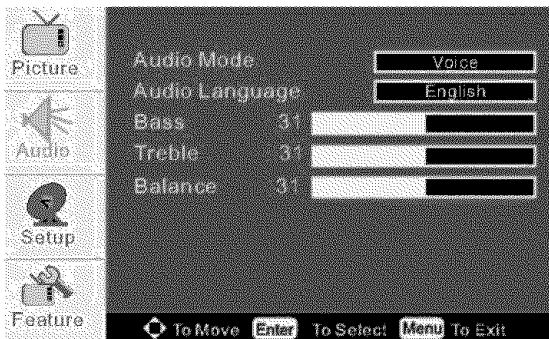 Picture
Audio
Setup
Feature
Audio Mode Voice
Audio Language English
Bass 31
Treble 31
Balance 31
To Move Enter To Select Menu To Exit